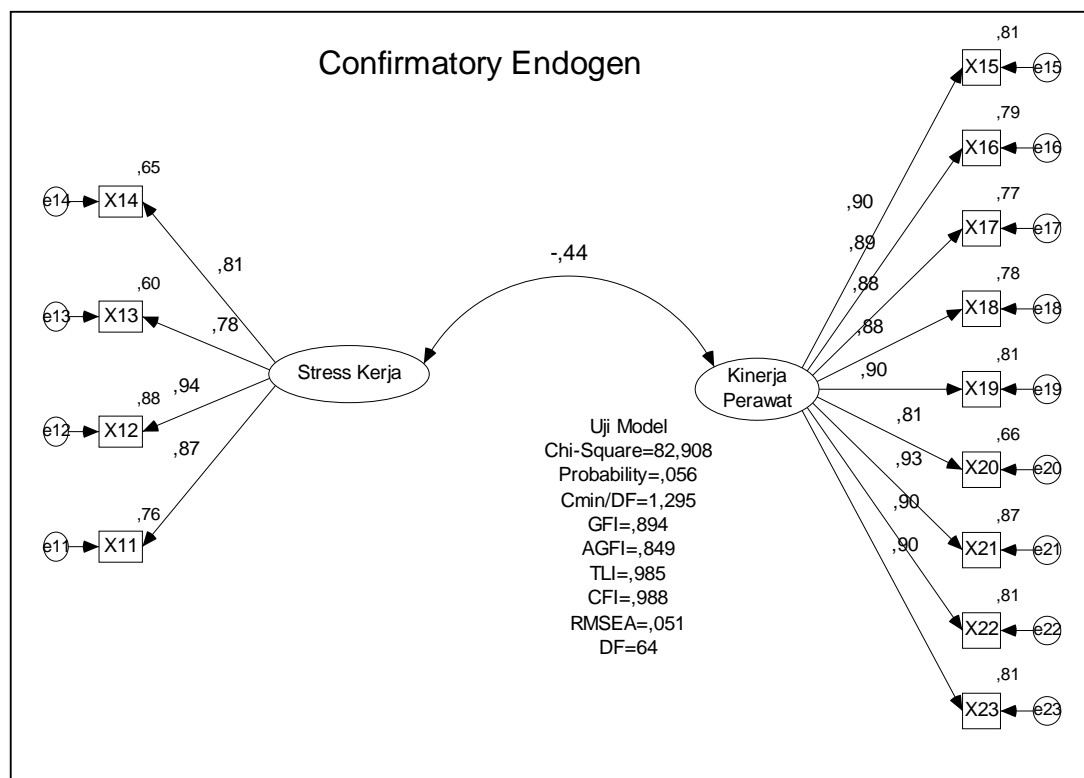 Confirmatory Endogen
,65
e14
X14
,81
,60
e13
X13
,78
,94
,88
e12
X12
,87
,76
e11
X11
Stress Kerja
-,44
Kinerja
Perawat
Uji Model
Chi-Square=82,908
Probability=,056
Cmin/DF=1,295
GFI=,894
AGFI=,849
TLI=,985
CFI=,988
RMSEA=,051
DF=64
,90
,89
,88
,88
,90
,81
,93
,90
,90
,81
X15
e15
,79
X16
e16
,77
X17
e17
,78
X18
e18
,81
X19
e19
,66
X20
e20
,87
X21
e21
,81
X22
e22
,81
X23
e23